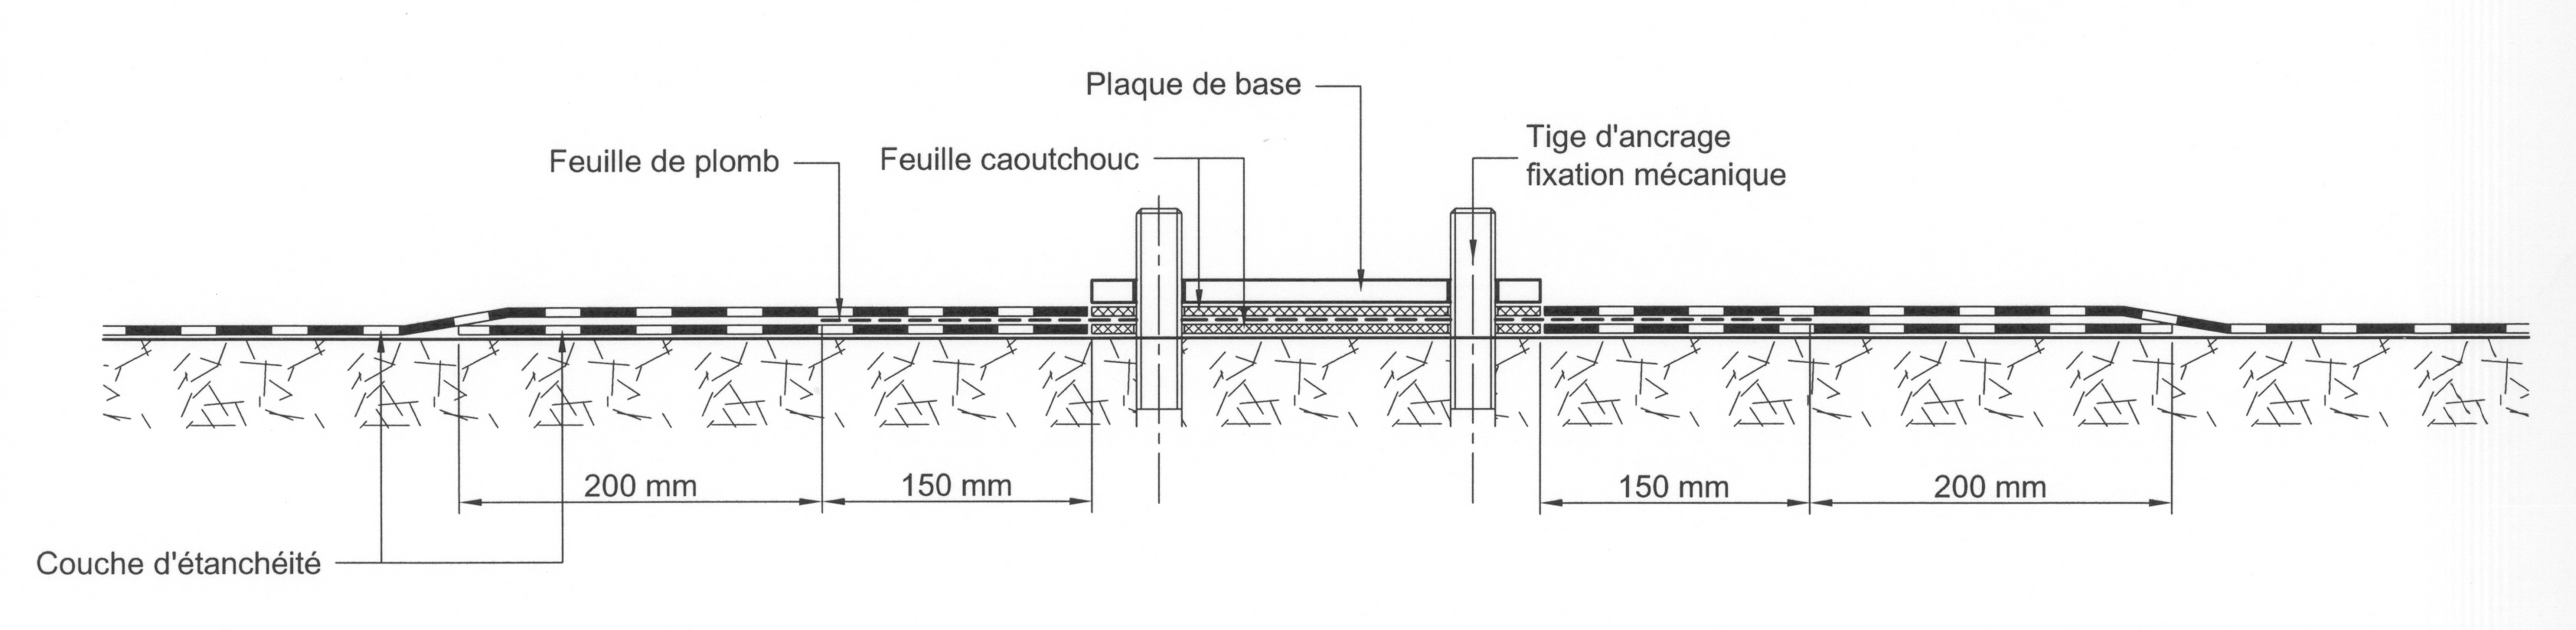 Plaque de base
Tige d'ancrage
fixation mécanique
Feuille de plomb
Feuille caoutchouc
200 mm
150 mm
150 mm
200 mm
Couche d'étanchéité